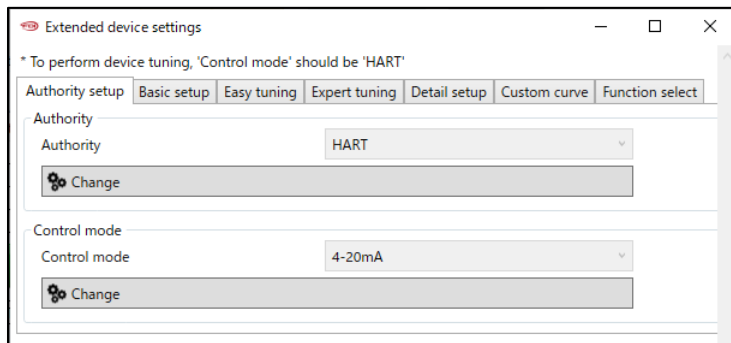 Extended device settings
* To perform device tuning, 'Control mode' should be 'HART'
Authority setup Basic setup Easy tuning Expert tuning Detail setup Custom curve Function select
Authority
Authority HART
Change
Control mode
Control mode 4-20mA
Change